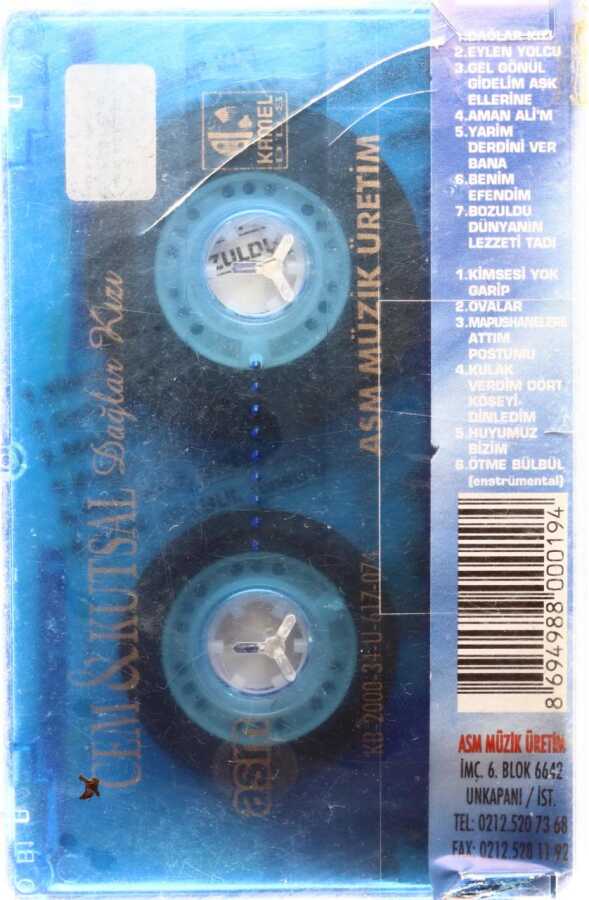 1.DAĞLAR KIZI
2.EYLEN YOLCU
3.GEL GÖNÜL
GİDELİM AŞK
ELLERİNE
4.AMAN ALİ'M
5.YARİM
DERDİNİ VER
BANA
6.BENİM
EFENDİM
7.BOZULDU
DÜNYANIN
LEZZETİ TADI
1.KİMSESİ YOK
GARİP
2.OVALAR
3.MAPUSHANELERE
ATTIM
POSTUMU
4.KULAK
VERDİM DÖRT
KÖŞEYİ-
DİNLEDİM
5.HUYUMUZ
BİZİM
6.ÖTME BÜLBÜL
(enstrümental)
8 694988 000194
ASM MÜZİK ÜRETİM
İMÇ. 6. BLOK 6642
UNKAPANI / İST.
TEL: 0212.520 73 68
FAX: 0212.528 11 92
CEM & KUTSAL Dağlar Kızı
KAMEL
ASM MÜZİK ÜRETİM
asm